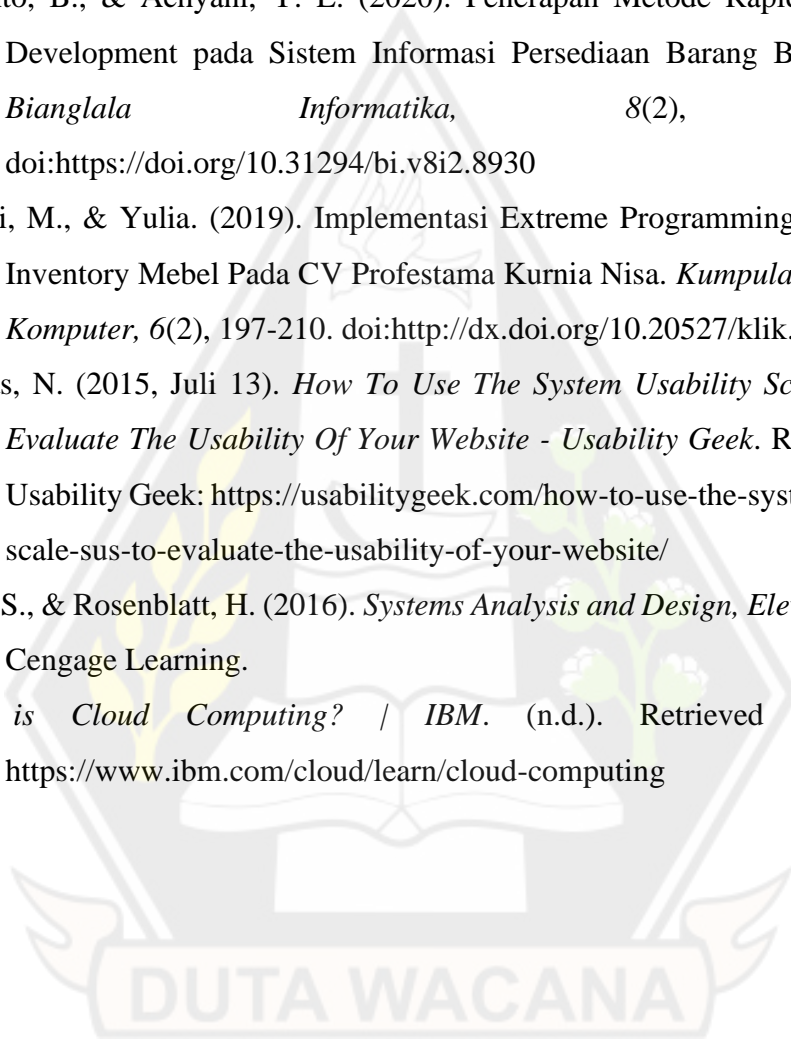 ito, B., & Achyani, Y. E. (2020). Penerapan Metode Rapid
Development pada Sistem Informasi Persediaan Barang B
Bianglala Informatika, 8(2),
doi:https://doi.org/10.31294/bi.v8i2.8930
i, M., & Yulia. (2019). Implementasi Extreme Programming
Inventory Mebel Pada CV Profestama Kurnia Nisa. Kumpula
Komputer, 6(2), 197-210. doi:http://dx.doi.org/10.20527/klik.
s, N. (2015, Juli 13). How To Use The System Usability Sc
Evaluate The Usability Of Your Website - Usability Geek. R
Usability Geek: https://usabilitygeek.com/how-to-use-the-syst
scale-sus-to-evaluate-the-usability-of-your-website/
S., & Rosenblatt, H. (2016). Systems Analysis and Design, Ele
Cengage Learning.
is Cloud Computing? | IBM. (n.d.). Retrieved
https://www.ibm.com/cloud/learn/cloud-computing
DUTA WACANA